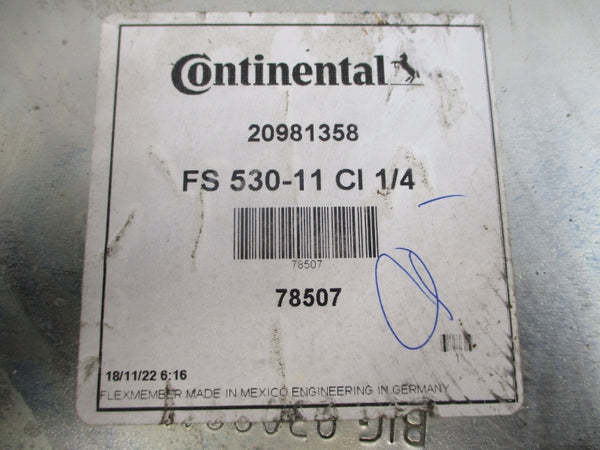 Continental
20981358
FS 530-11 CI 1/4
78507
78507
18/11/22 6:16
FLEXMEMBER MADE IN MEXICO,ENGINEERING IN GERMANY